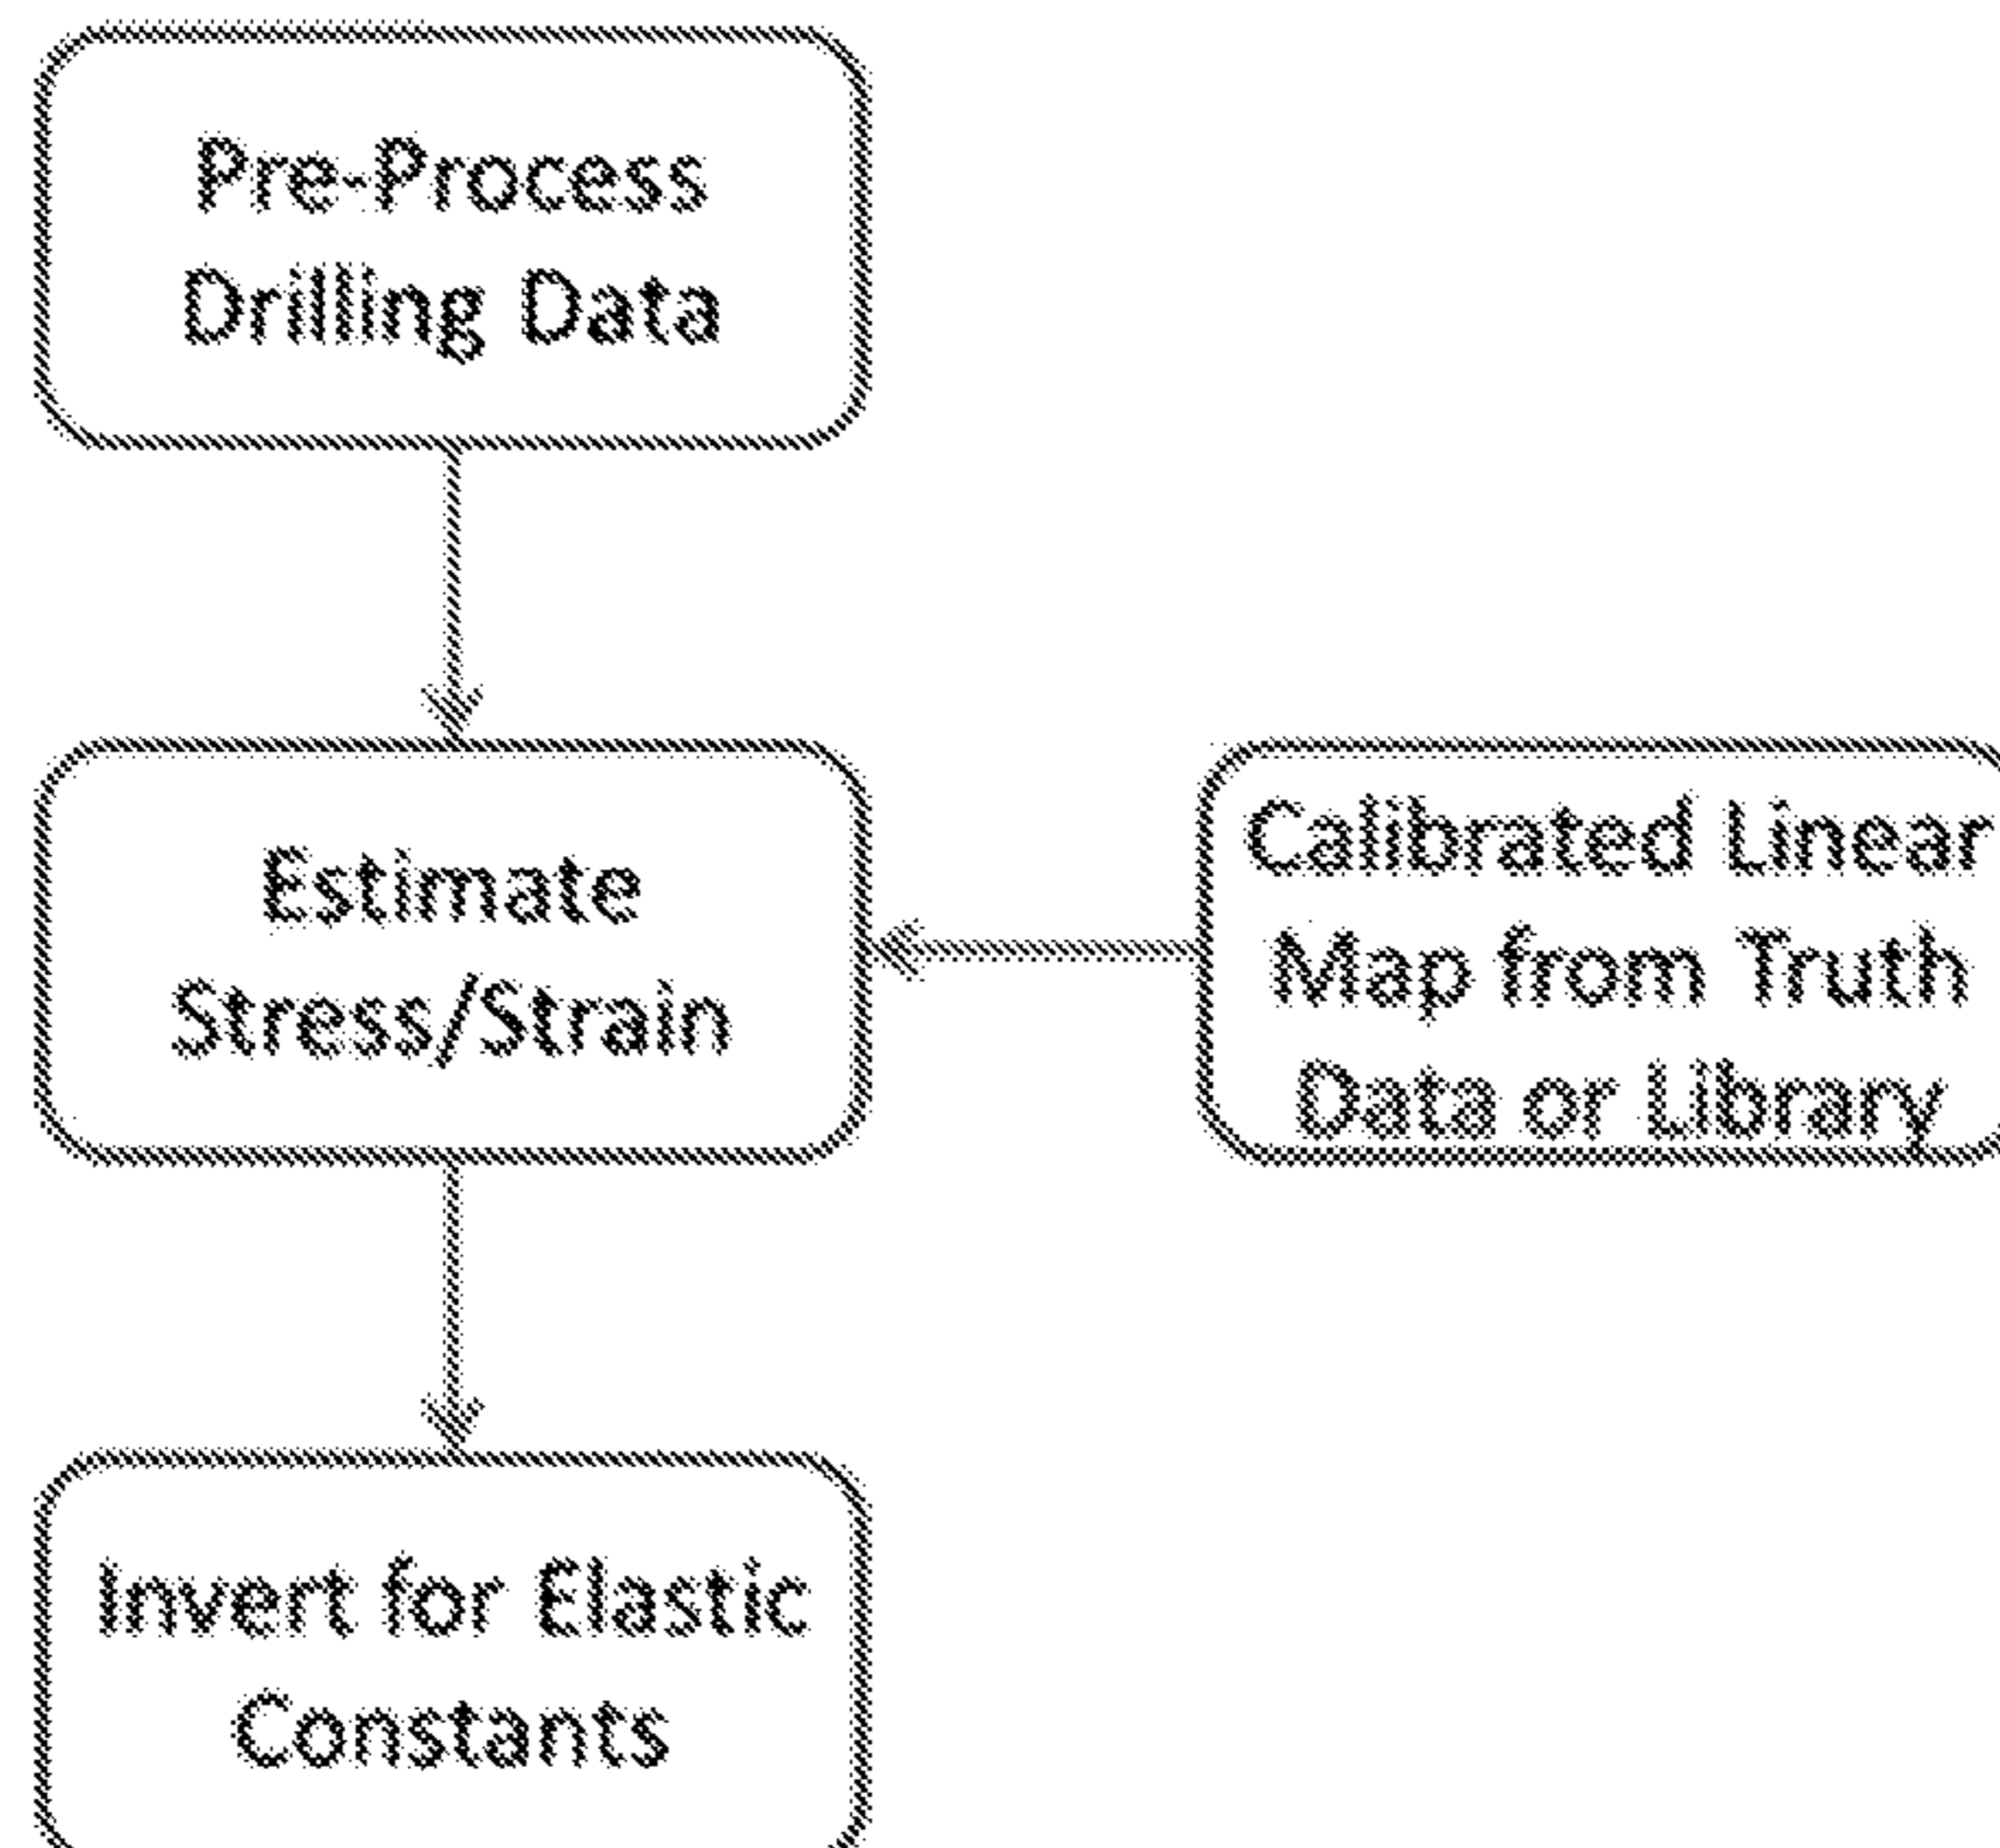 Pre-Process
Drilling Data
Estimate
Stress/Strain
Calibrated Linear
Map from Truth
Data or Library
Invert for Elastic
Constants